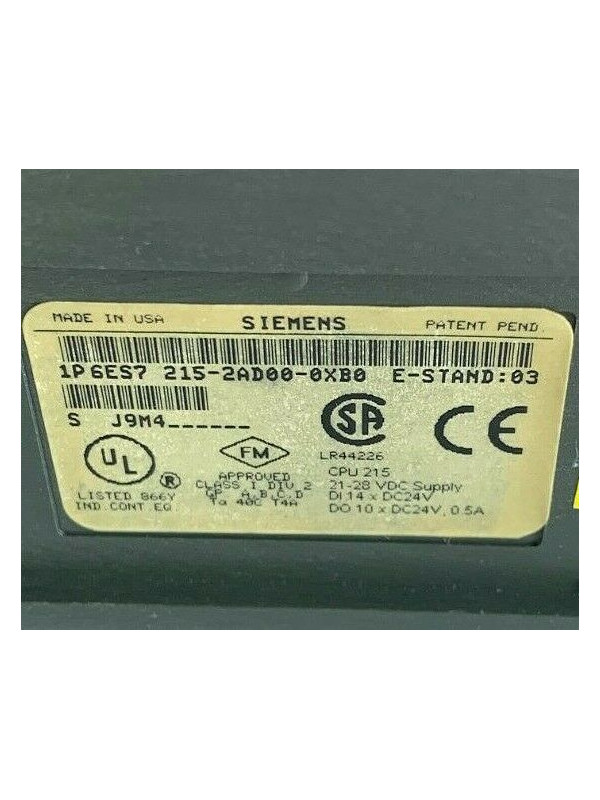 MADE IN USA SIEMENS PATENT PEND.
1P 6ES7 215-2AD00-0XB0 E-STAND:03
S J9M4______
UL ® FM SA CE
LR44226
APPROVED CPU 215
CLASS I DIV 2 21-28 VDC Supply
LISTED 866Y GP. A,B,C,D DI 14 x DC24V
IND.CONT EQ. Ta 40C T4A DO 10 x DC24V, 0.5A